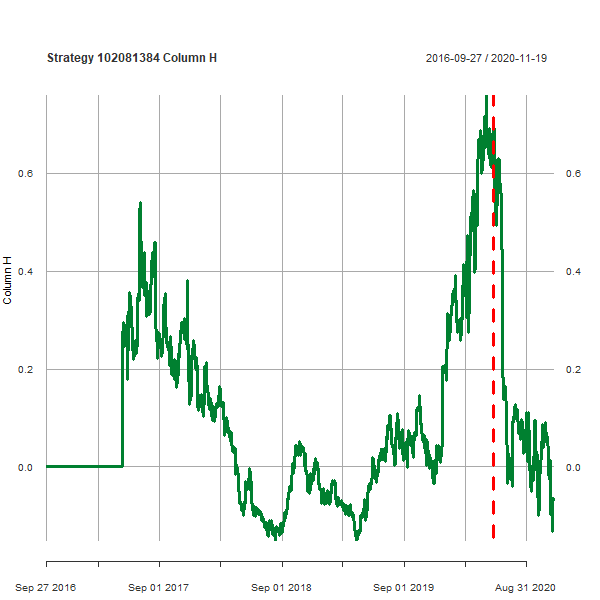 Strategy 102081384 Column H
2016-09-27 / 2020-11-19
Column H
0.6
0.4
0.2
0.0
0.6
0.4
0.2
0.0
Sep 27 2016
Sep 01 2017
Sep 01 2018
Sep 01 2019
Aug 31 2020